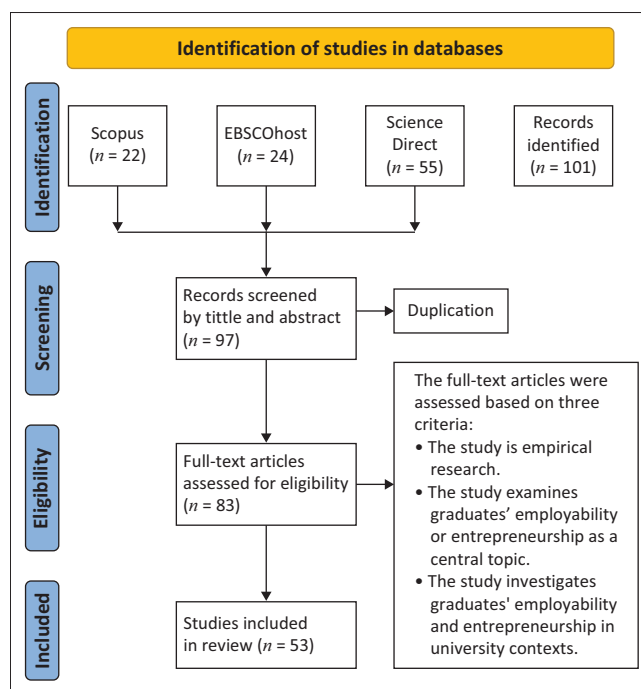 Identification of studies in databases
Identification
Scopus
(n = 22)
EBSCOhost
(n = 24)
Science
Direct
(n = 55)
Records
identified
(n = 101)
Screening
Records screened
by tittle and abstract
(n = 97)
Duplication
Eligibility
Full-text articles
assessed for eligibility
(n = 83)
The full-text articles were
assessed based on three
criteria:
• The study is empirical
research.
• The study examines
graduates’ employability
or entrepreneurship as a
central topic.
• The study investigates
graduates' employability
and entrepreneurship in
university contexts.
Included
Studies included
in review (n = 53)